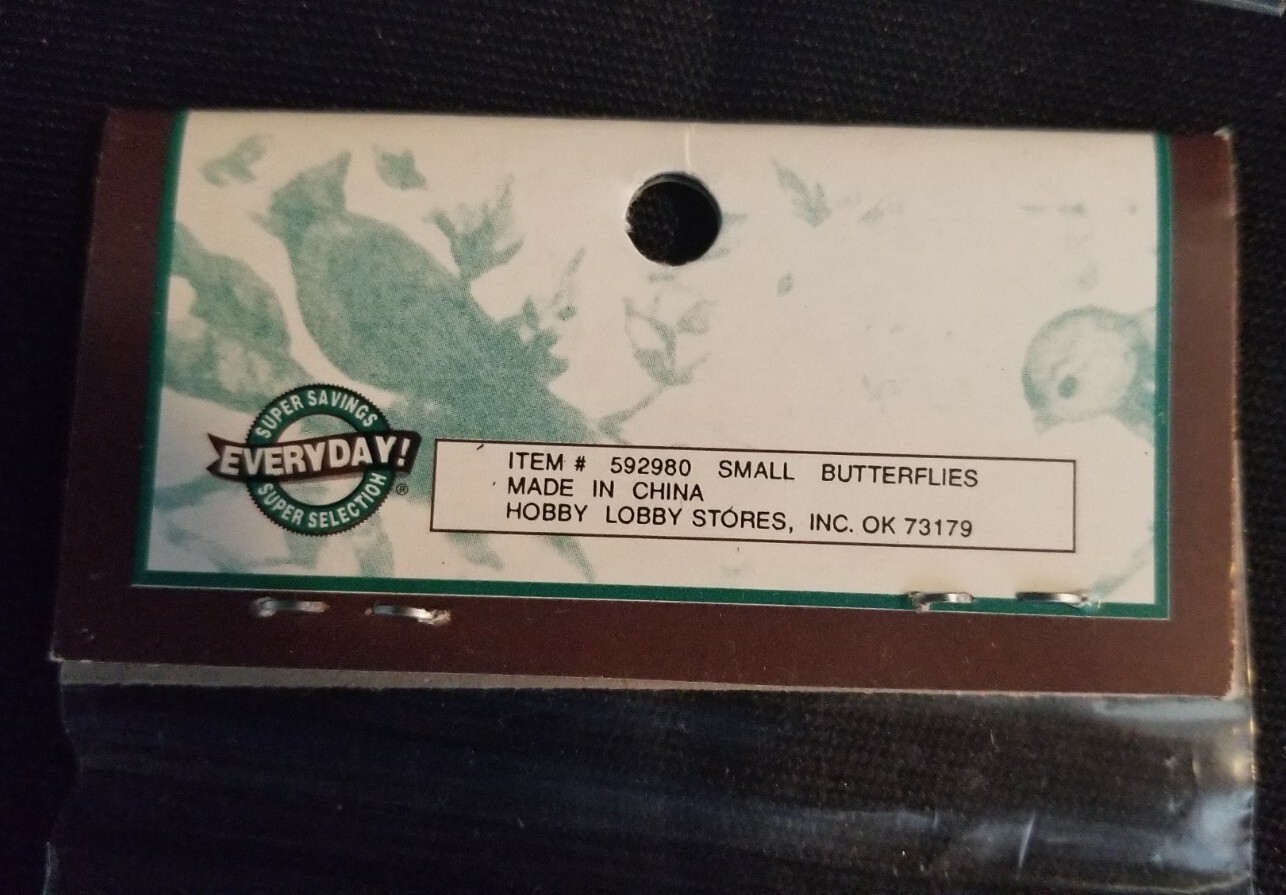 SUPER SAVINGS
EVERYDAY!
SUPER SELECTION
®
ITEM # 592980 SMALL BUTTERFLIES
MADE IN CHINA
HOBBY LOBBY STORES, INC. OK 73179